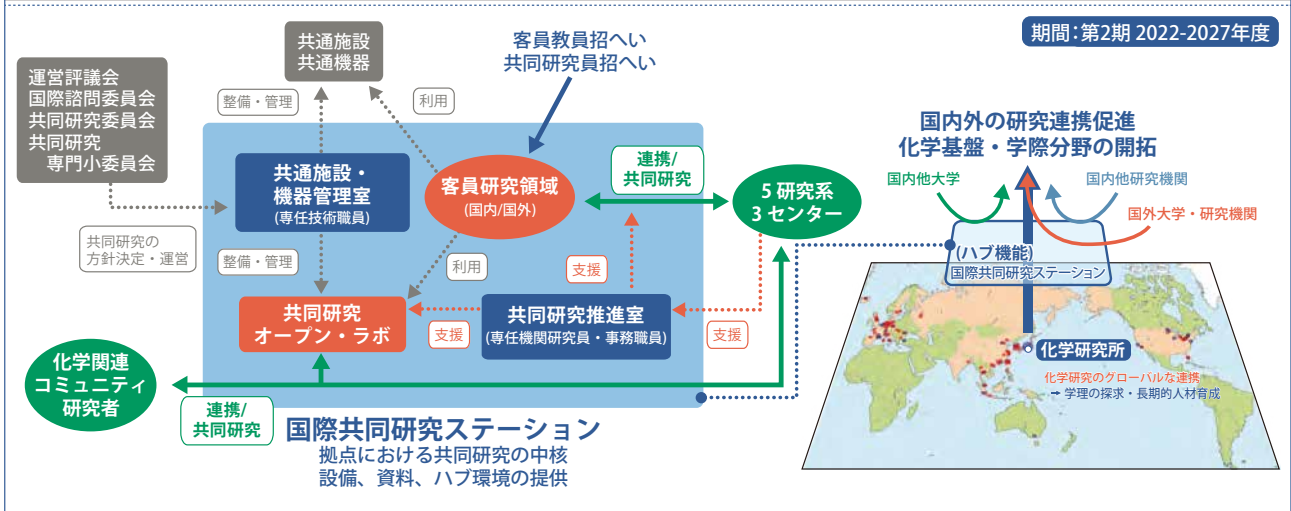 期間：第2期 2022-2027年度
共通施設
共通機器
客員教員招へい
共同研究員招へい
運営評議会
国際諮問委員会
共同研究委員会
共同研究
専門小委員会
整備・管理
利用
国内外の研究連携促進
化学基盤・学際分野の開拓
共通施設・
機器管理室
(専任技術職員)
客員研究領域
(国内/国外)
連携/
共同研究
5 研究系
3 センター
国内他大学
国内他研究機関
国外大学・研究機関
共同研究の
方針決定・運営
整備・管理
利用
支援
(ハブ機能)
国際共同研究ステーション
共同研究
オープン・ラボ
支援
共同研究推進室
(専任機関研究員・事務職員)
支援
化学研究所
化学関連
コミュニティ
研究者
化学研究のグローバルな連携
➞ 学理の探求・長期的人材育成
連携/
共同研究
国際共同研究ステーション
拠点における共同研究の中核
設備、資料、ハブ環境の提供